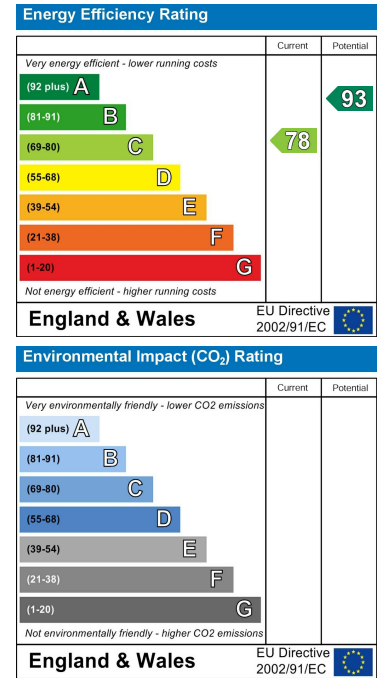 Energy Efficiency Rating
Current Potential
Very energy efficient - lower running costs
(92 plus) A
93
(81-91) B
(69-80) C
78
(55-68) D
(39-54) E
(21-38) F
(1-20) G
Not energy efficient - higher running costs
England & Wales
EU Directive
2002/91/EC
Environmental Impact (CO₂) Rating
Current Potential
Very environmentally friendly - lower CO2 emissions
(92 plus) A
(81-91) B
(69-80) C
(55-68) D
(39-54) E
(21-38) F
(1-20) G
Not environmentally friendly - higher CO2 emissions
England & Wales
EU Directive
2002/91/EC